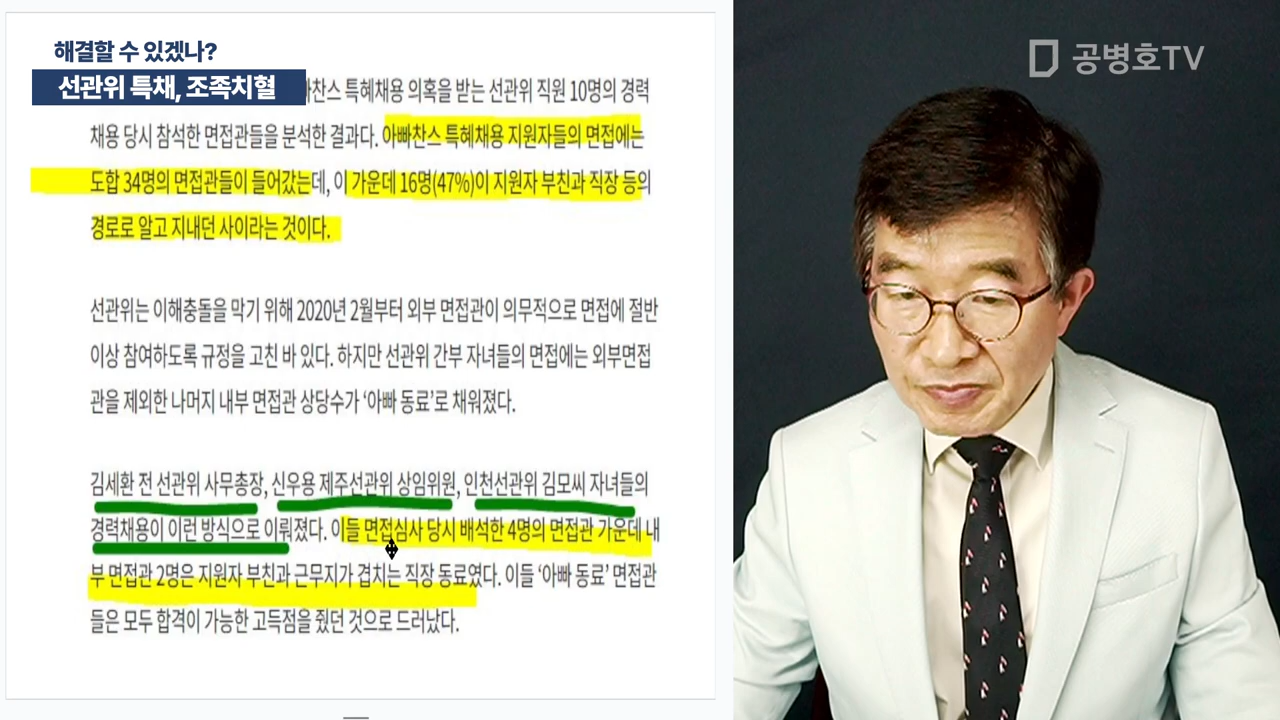 해결할 수 있겠나?
선관위 특채, 조족치혈
공병호TV
찬스 특혜채용 의혹을 받는 선관위 직원 10명의 경력
채용 당시 참석한 면접관들을 분석한 결과다. 아빠찬스 특혜채용 지원자들의 면접에는
도합 34명의 면접관들이 들어갔는데, 이 가운데 16명(47%)이 지원자 부친과 직장 등의
경로로 알고 지내던 사이라는 것이다.
선관위는 이해충돌을 막기 위해 2020년 2월부터 외부 면접관이 의무적으로 면접에 절반
이상 참여하도록 규정을 고친 바 있다. 하지만 선관위 간부 자녀들의 면접에는 외부면접
관을 제외한 나머지 내부 면접관 상당수가 ‘아빠 동료’로 채워졌다.
김세환 전 선관위 사무총장, 신우용 제주선관위 상임위원, 인천선관위 김모씨 자녀들의
경력채용이 이런 방식으로 이뤄졌다. 이들 면접심사 당시 배석한 4명의 면접관 가운데 내
부 면접관 2명은 지원자 부친과 근무지가 겹치는 직장 동료였다. 이들 ‘아빠 동료’ 면접관
들은 모두 합격이 가능한 고득점을 줬던 것으로 드러났다.